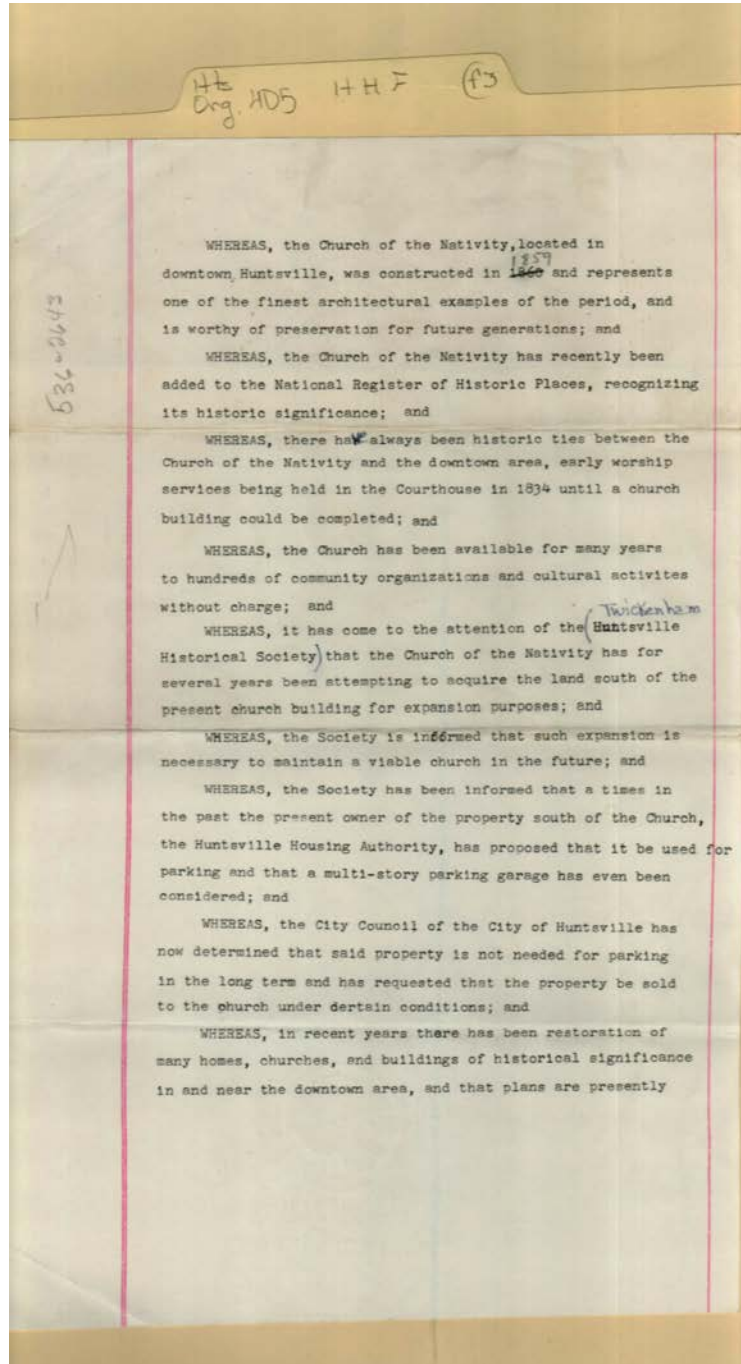 Hts
Org. HD5 H H F (f3
536-2643
WHEREAS, the Church of the Nativity, located in
1859
downtown Huntsville, was constructed in 1860 and represents
one of the finest architectural examples of the period, and
is worthy of preservation for future generations; and
WHEREAS, the Church of the Nativity has recently been
added to the National Register of Historic Places, recognizing
its historic significance; and
WHEREAS, there have always been historic ties between the
Church of the Nativity and the downtown area, early worship
services being held in the Courthouse in 1834 until a church
building could be completed; and
WHEREAS, the Church has been available for many years
to hundreds of community organizations and cultural activites
without charge; and
Twickenham
WHEREAS, it has come to the attention of the (Huntsville
Historical Society) that the Church of the Nativity has for
several years been attempting to acquire the land south of the
present church building for expansion purposes; and
WHEREAS, the Society is informed that such expansion is
necessary to maintain a viable church in the future; and
WHEREAS, the Society has been informed that a times in
the past the present owner of the property south of the Church,
the Huntsville Housing Authority, has proposed that it be used for
parking and that a multi-story parking garage has even been
considered; and
WHEREAS, the City Council of the City of Huntsville has
now determined that said property is not needed for parking
in the long term and has requested that the property be sold
to the church under dertain conditions; and
WHEREAS, in recent years there has been restoration of
many homes, churches, and buildings of historical significance
in and near the downtown area, and that plans are presently